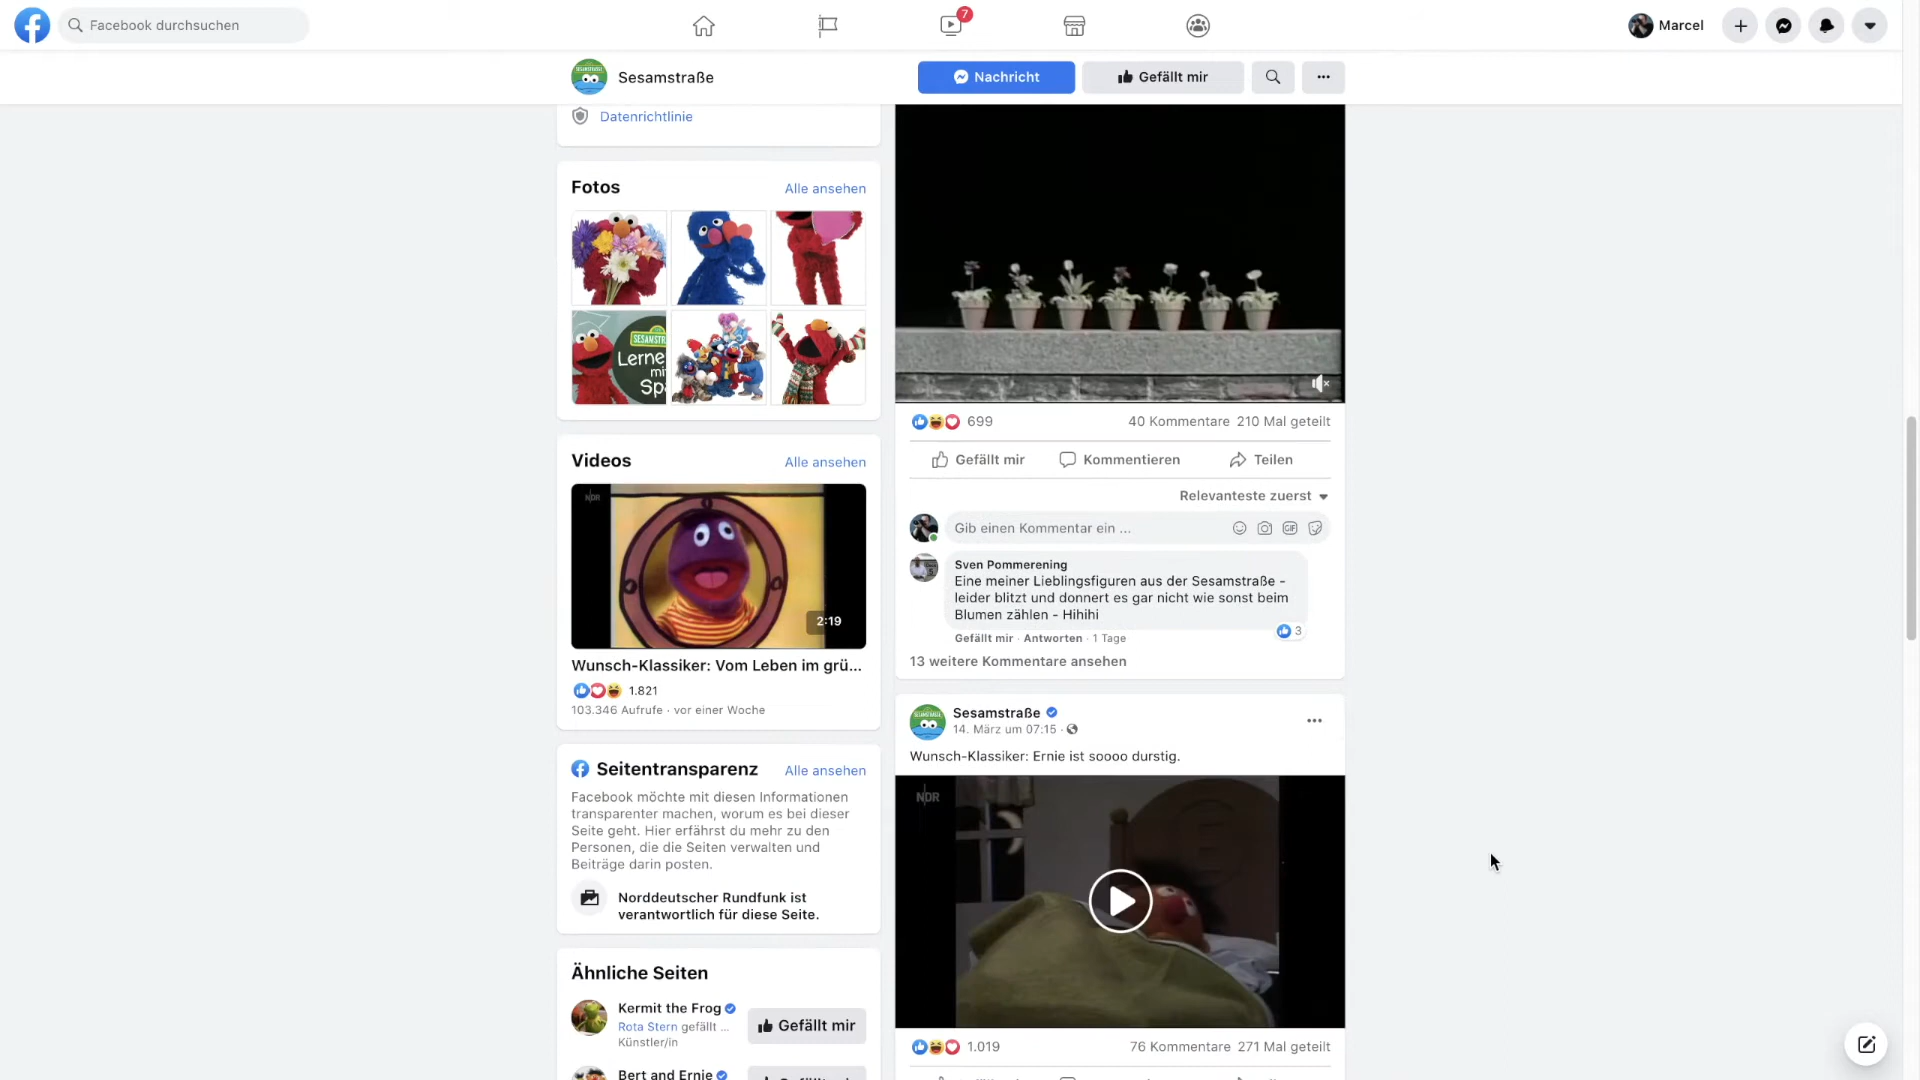 Facebook durchsuchen
7
Marcel
Sesamstraße
Nachricht
Gefällt mir
Datenrichtlinie
Fotos
Alle ansehen
Lerne
mi
Sp
Videos
Alle ansehen
NDR
2:19
Wunsch-Klassiker: Vom Leben im grü...
1.821
103.346 Aufrufe · vor einer Woche
Seitentransparenz
Alle ansehen
Facebook möchte mit diesen Informationen
transparenter machen, worum es bei dieser
Seite geht. Hier erfährst du mehr zu den
Personen, die die Seiten verwalten und
Beiträge darin posten.
Norddeutscher Rundfunk ist
verantwortlich für diese Seite.
Ähnliche Seiten
Kermit the Frog
Rota Stern gefällt ...
Künstler/in
Gefällt mir
Bert and Ernie
699
40 Kommentare 210 Mal geteilt
Gefällt mir
Kommentieren
Teilen
Relevanteste zuerst
Gib einen Kommentar ein ...
GIF
Sven Pommerening
Eine meiner Lieblingsfiguren aus der Sesamstraße -
leider blitzt und donnert es gar nicht wie sonst beim
Blumen zählen - Hihihi
3
Gefällt mir · Antworten · 1 Tage
13 weitere Kommentare ansehen
Sesamstraße
14. März um 07:15 ·
Wunsch-Klassiker: Ernie ist soooo durstig.
NDR
1.019
76 Kommentare 271 Mal geteilt